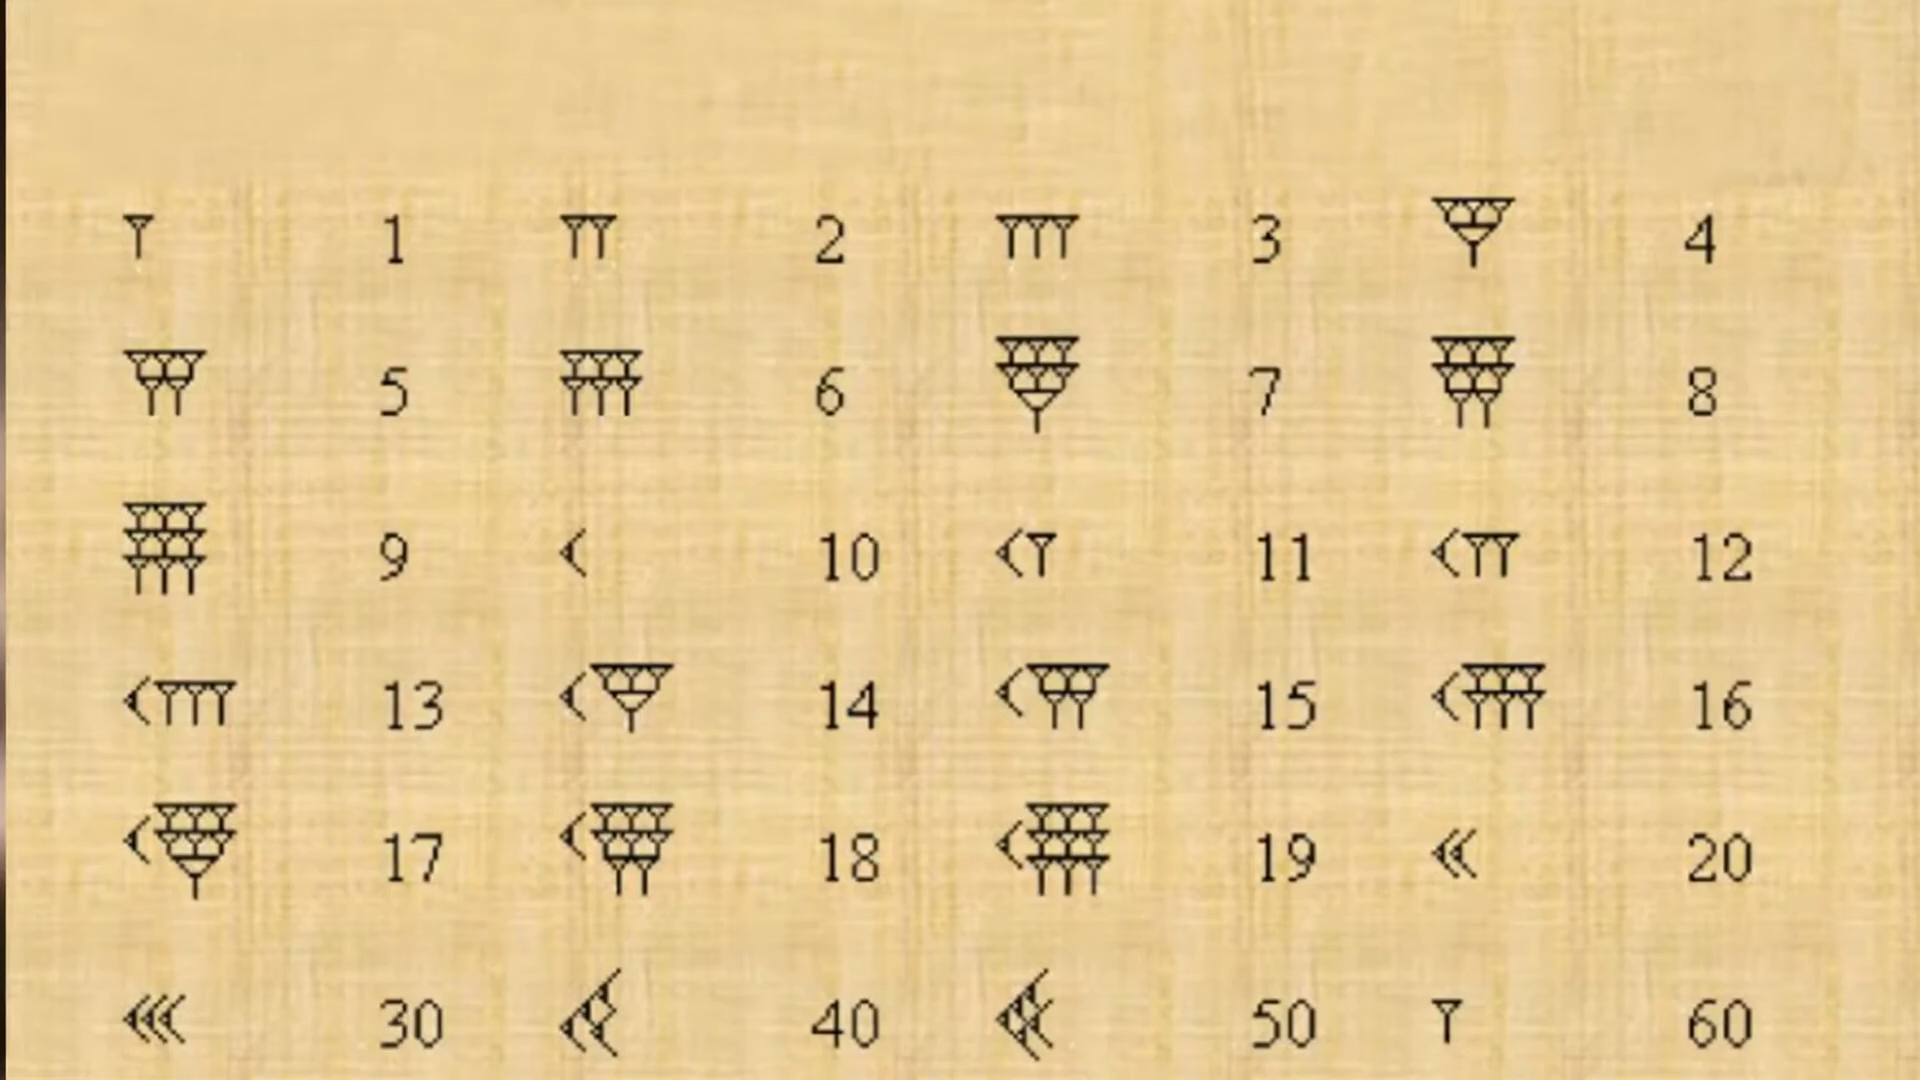 𒐕 1 𒐖 2 𒐗 3 𒐘 4
𒐙 5 𒐚 6 𒐛 7 𒐜 8
𒐝 9 𒌋 10 𒌋𒐕 11 𒌋𒐖 12
𒌋𒐗 13 𒌋𒐘 14 𒌋𒐙 15 𒌋𒐚 16
𒌋𒐛 17 𒌋𒐜 18 𒌋𒐝 19 𒎙 20
𒌍 30 𒐏 40 𒐐 50 𒐕 60